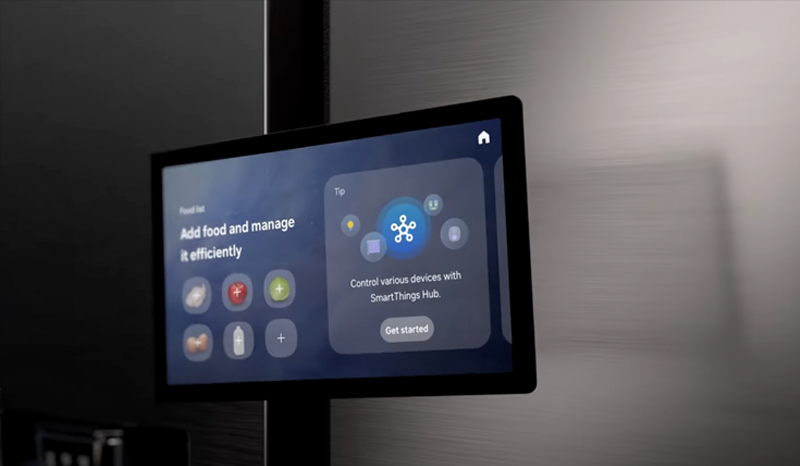 Food list
Add food and manage
it efficiently
Tip
Control various devices with
SmartThings Hub.
Get started